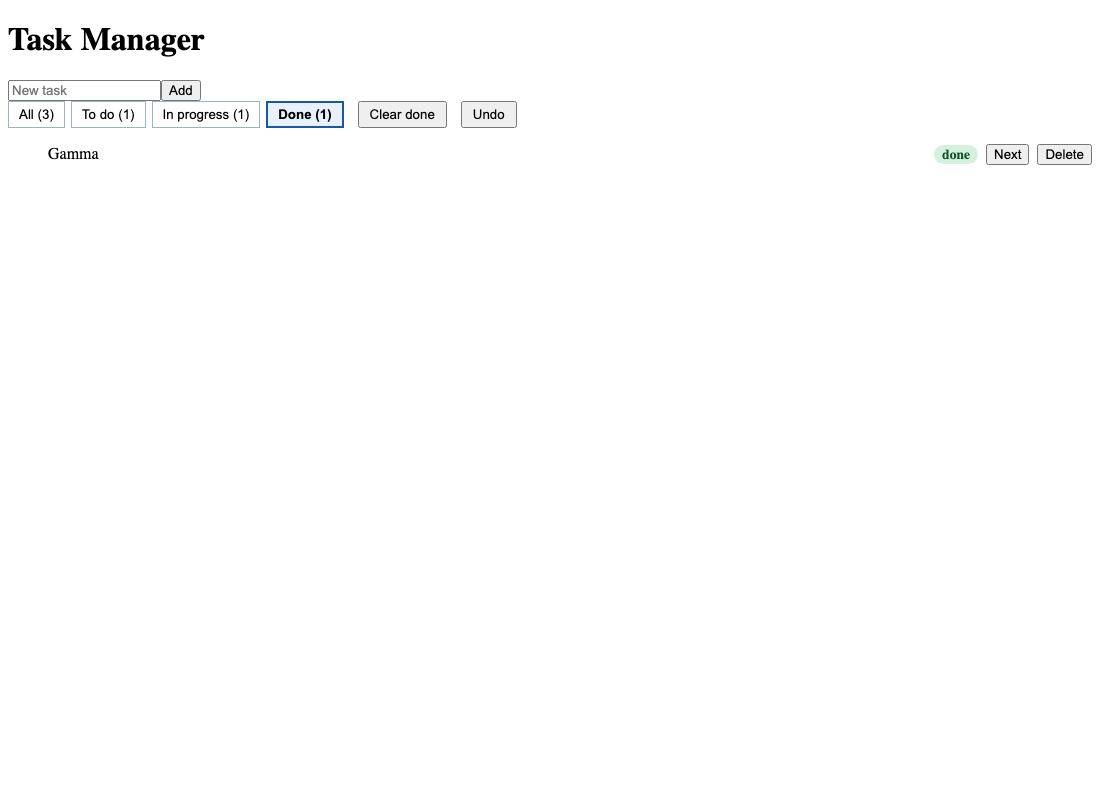 Task Manager
New task Add
All (3) To do (1) In progress (1) Done (1) Clear done Undo
Gamma done Next Delete